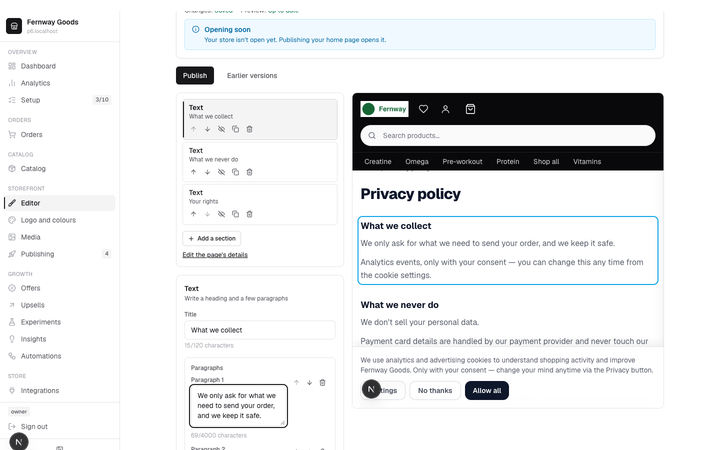 Fernway Goods
p6.localhost
OVERVIEW
Dashboard
Analytics
Setup 3/10
ORDERS
Orders
CATALOG
Catalog
STOREFRONT
Editor
Logo and colours
Media
Publishing 4
GROWTH
Offers
Upsells
Experiments
Insights
Automations
STORE
Integrations
owner
Sign out
N
Opening soon
Your store isn't open yet. Publishing your home page opens it.
Publish Earlier versions
Text
What we collect
Text
What we never do
Text
Your rights
+ Add a section
Edit the page's details
Text
Write a heading and a few paragraphs
Title
What we collect
15/120 characters
Paragraphs
Paragraph 1
We only ask for what we
need to send your order,
and we keep it safe.
69/4000 characters
Fernway
Search products...
Creatine Omega Pre-workout Protein Shop all Vitamins
Privacy policy
What we collect
We only ask for what we need to send your order, and we keep it safe.
Analytics events, only with your consent — you can change this any time from
the cookie settings.
What we never do
We don't sell your personal data.
Payment card details are handled by our payment provider and never touch our
We use analytics and advertising cookies to understand shopping activity and improve
Fernway Goods. Only with your consent — change your mind anytime via the Privacy button.
N tings No thanks Allow all